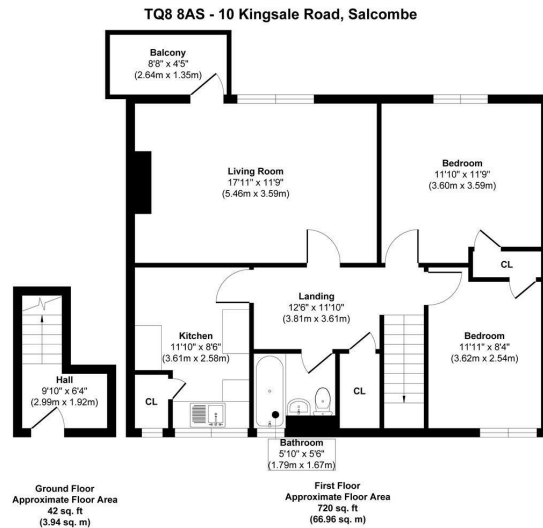 TQ8 8AS - 10 Kingsale Road, Salcombe
Balcony
8'8" x 4'5"
(2.64m x 1.35m)
Living Room
17'11" x 11'9"
(5.46m x 3.59m)
Bedroom
11'10" x 11'9"
(3.60m x 3.59m)
CL
Landing
12'6" x 11'10"
(3.81m x 3.61m)
Kitchen
11'10" x 8'6"
(3.61m x 2.58m)
Bedroom
11'11" x 8'4"
(3.62m x 2.54m)
Hall
9'10" x 6'4"
(2.99m x 1.92m)
CL
CL
Bathroom
5'10" x 5'6"
(1.79m x 1.67m)
Ground Floor
Approximate Floor Area
42 sq. ft
(3.94 sq. m)
First Floor
Approximate Floor Area
720 sq. ft
(66.96 sq. m)